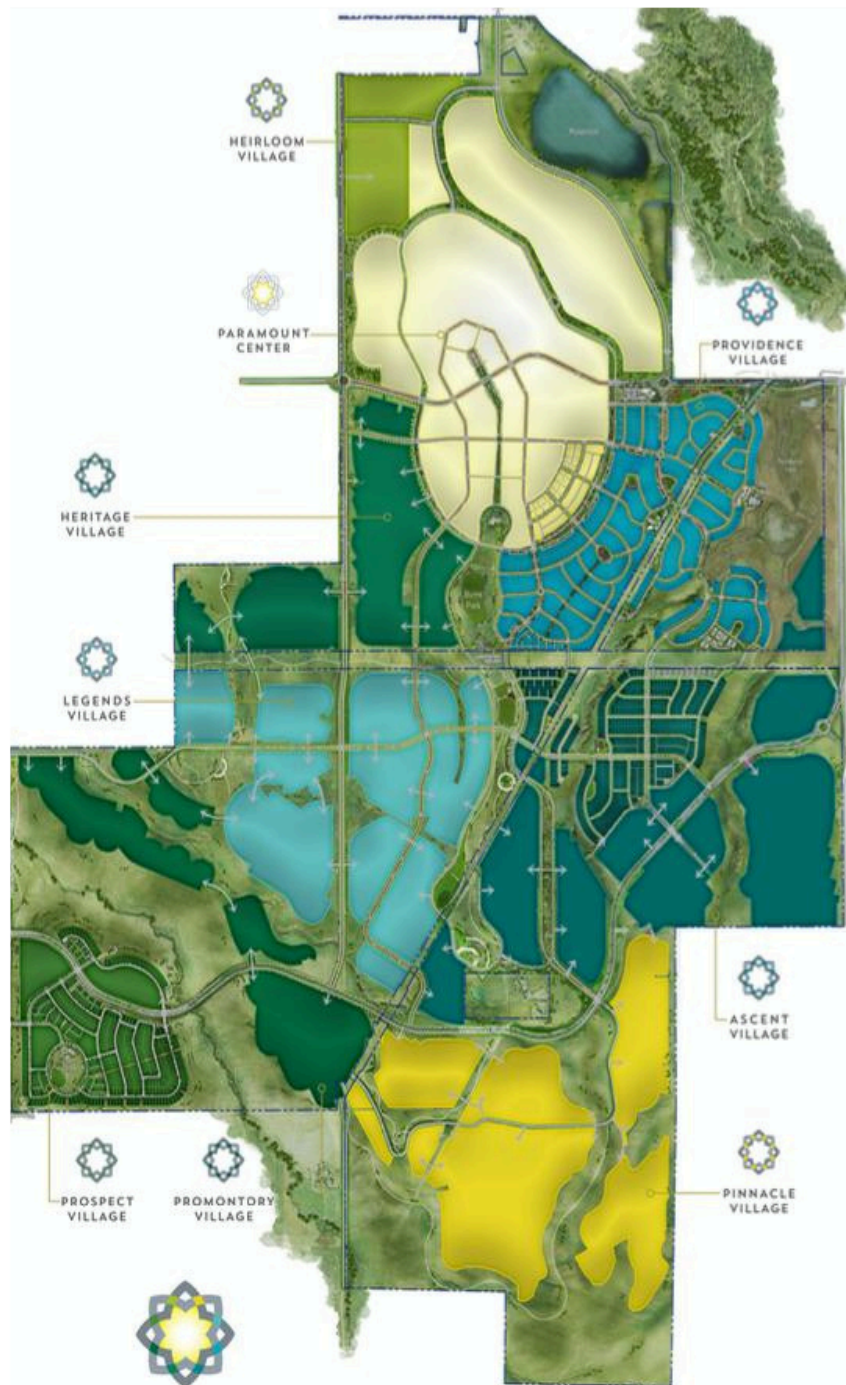 HEIRLOOM
VILLAGE
PARAMOUNT
CENTER
PROVIDENCE
VILLAGE
HERITAGE
VILLAGE
LEGENDS
VILLAGE
ASCENT
VILLAGE
PROSPECT
VILLAGE
PROMONTORY
VILLAGE
PINNACLE
VILLAGE